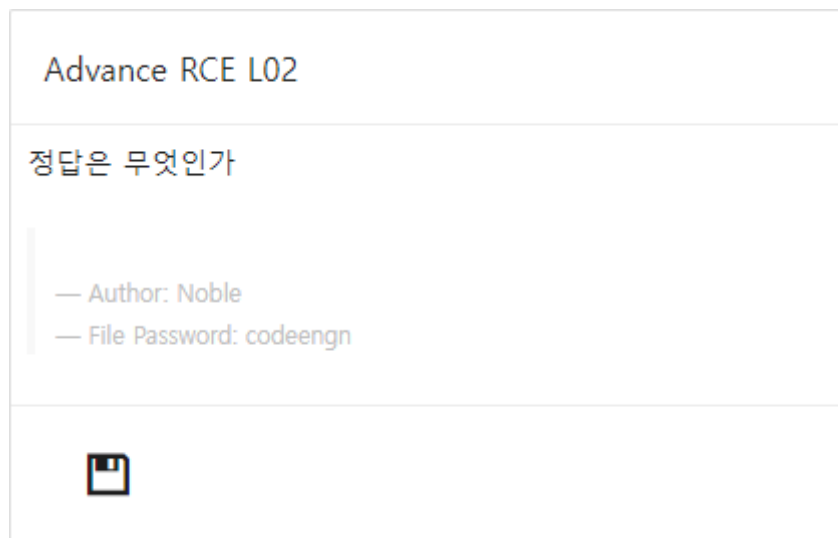 Advance RCE L02
정답은 무엇인가
— Author: Noble
— File Password: codeengn